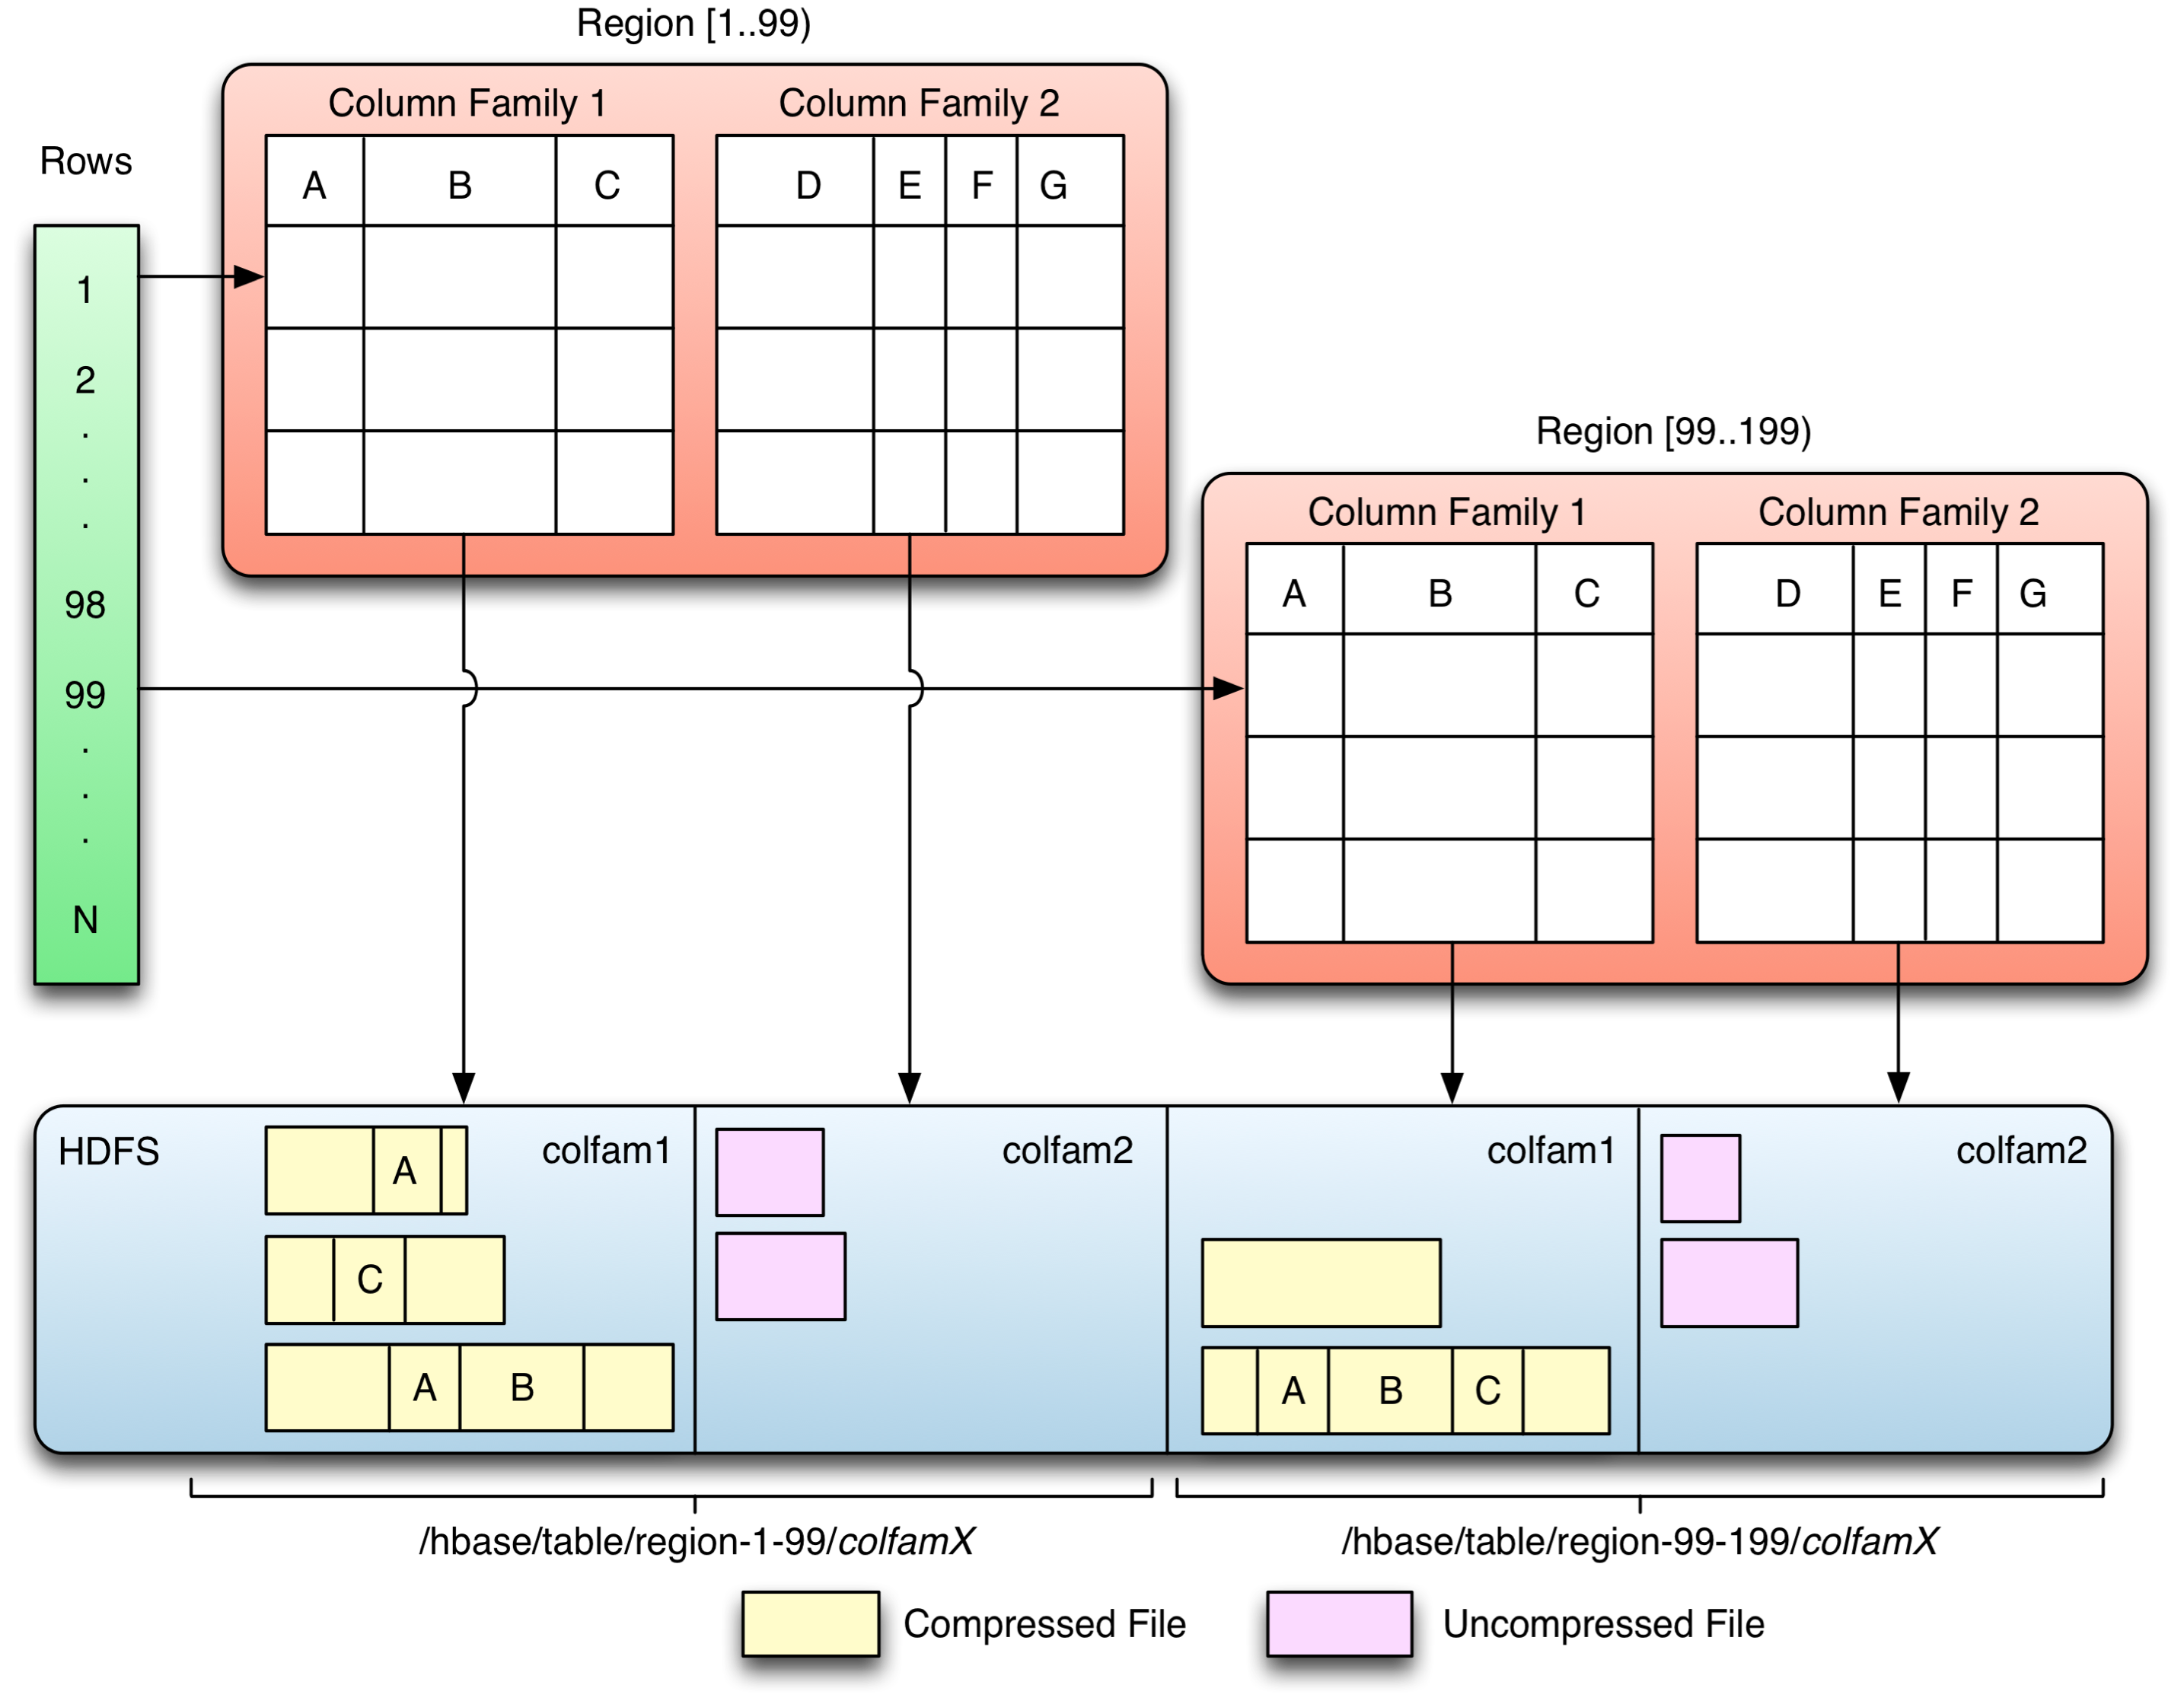 Region [1..99)
Column Family 1
Column Family 2
Rows
A B C
D E F G
1
2
.
.
.
98
99
.
.
.
N
Region [99..199)
Column Family 1
Column Family 2
A B C
D E F G
HDFS
A
colfam1
C
A B
colfam2
colfam1
A B C
colfam2
/hbase/table/region-1-99/colfamX
/hbase/table/region-99-199/colfamX
Compressed File
Uncompressed File